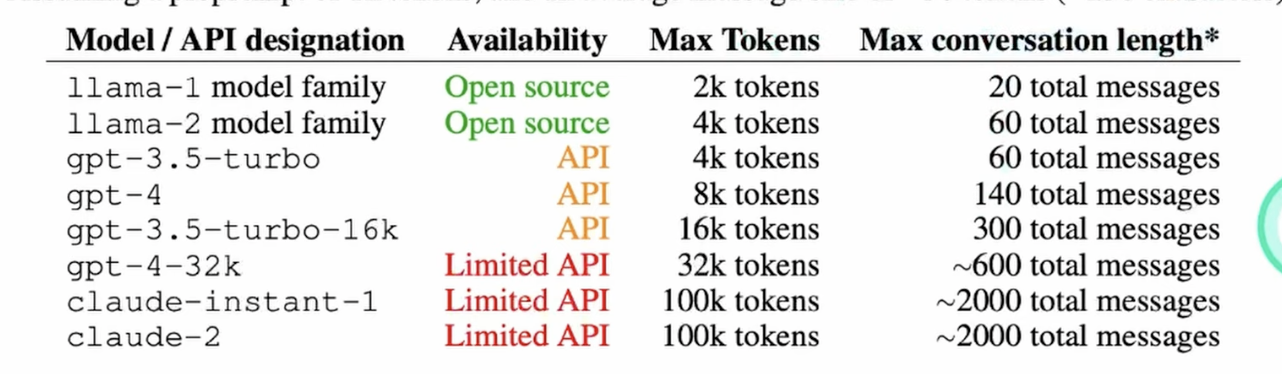 Model / API designation Availability Max Tokens Max conversation length*
llama-1 model family Open source 2k tokens 20 total messages
llama-2 model family Open source 4k tokens 60 total messages
gpt-3.5-turbo API 4k tokens 60 total messages
gpt-4 API 8k tokens 140 total messages
gpt-3.5-turbo-16k API 16k tokens 300 total messages
gpt-4-32k Limited API 32k tokens ~600 total messages
claude-instant-1 Limited API 100k tokens ~2000 total messages
claude-2 Limited API 100k tokens ~2000 total messages